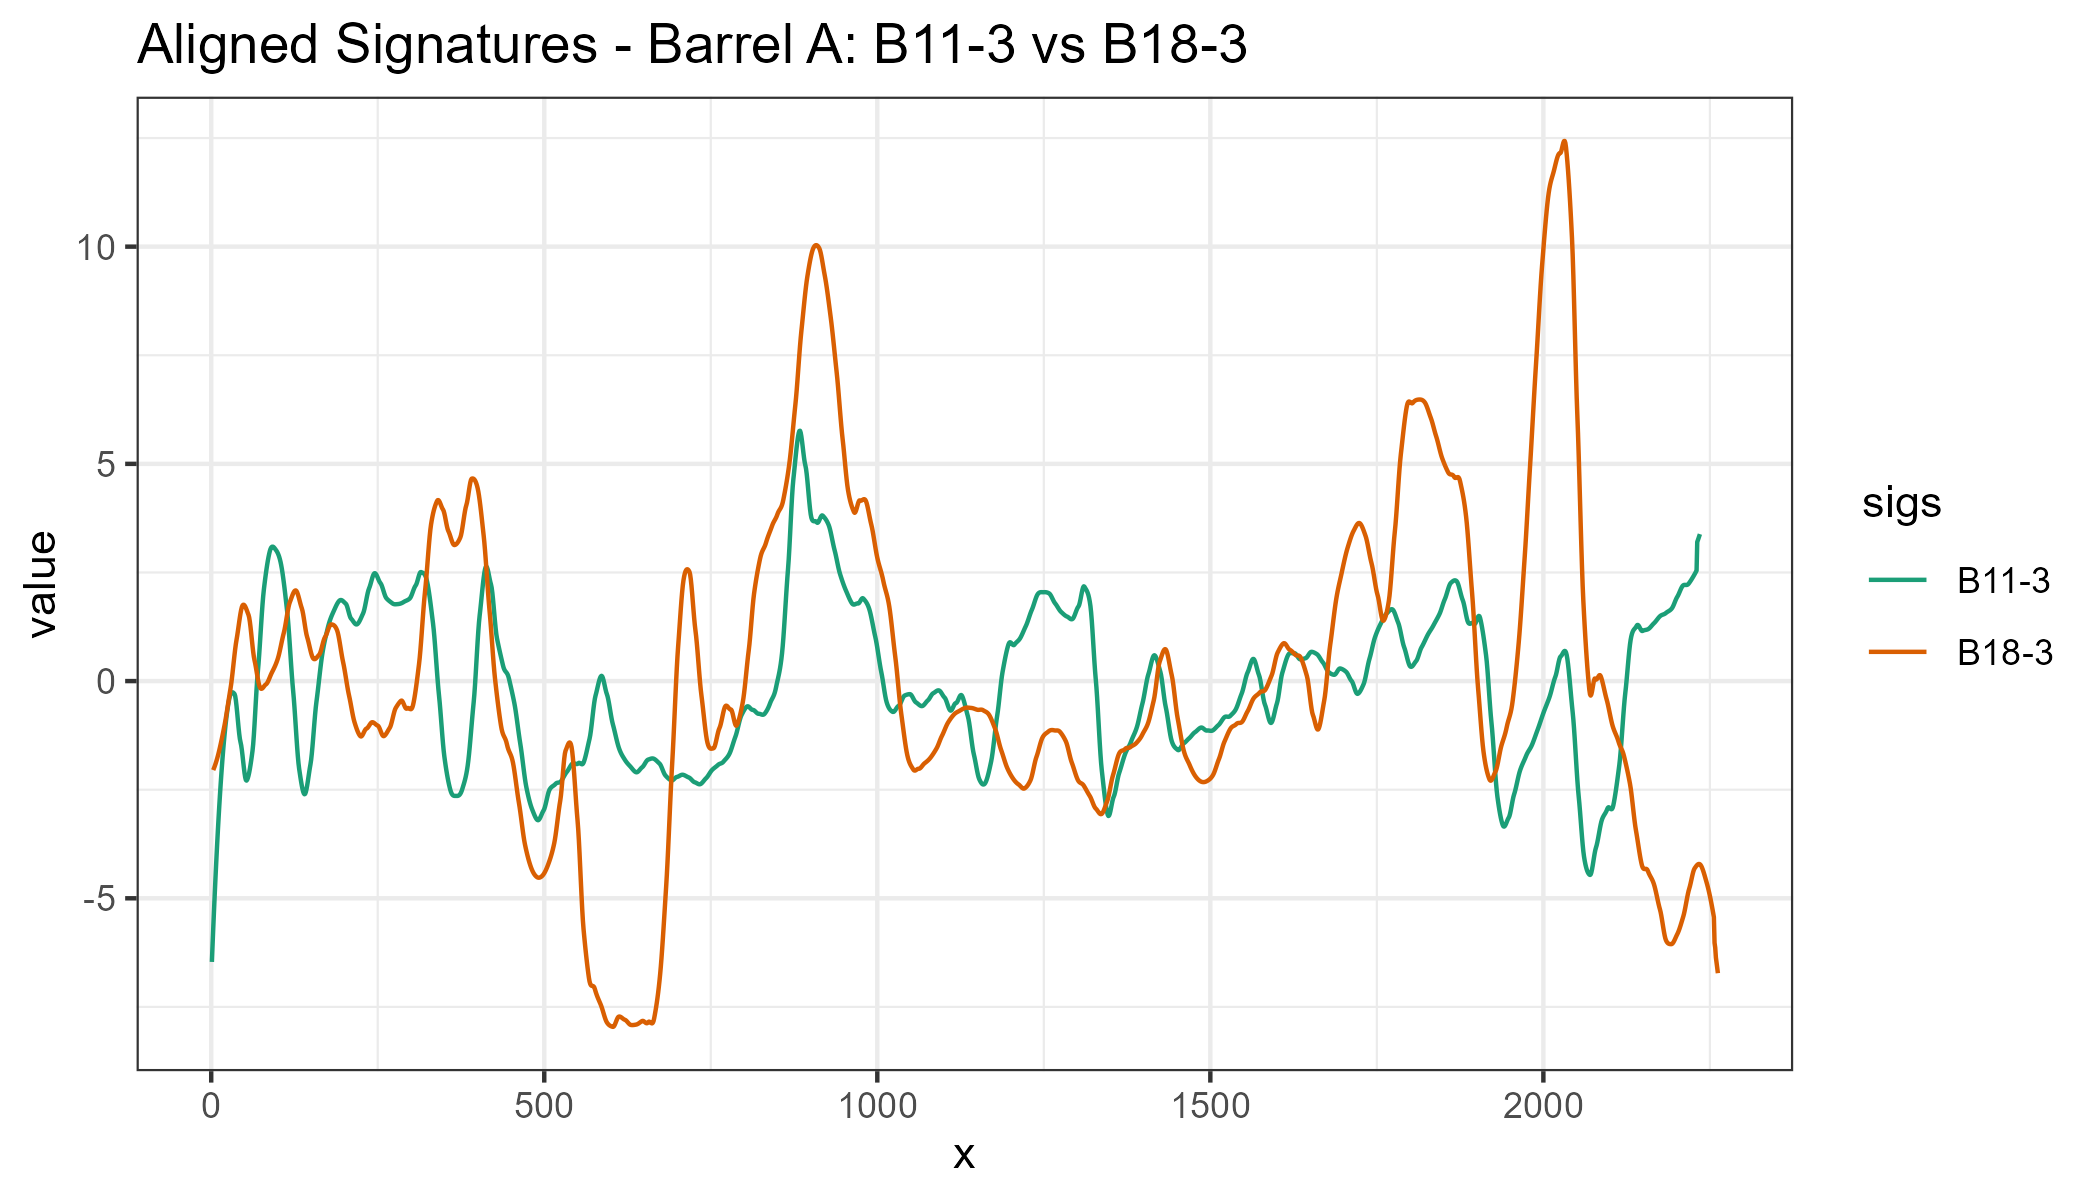 Aligned Signatures - Barrel A: B11-3 vs B18-3
value
10
5
0
-5
0 500 1000 1500 2000
x
sigs
B11-3
B18-3